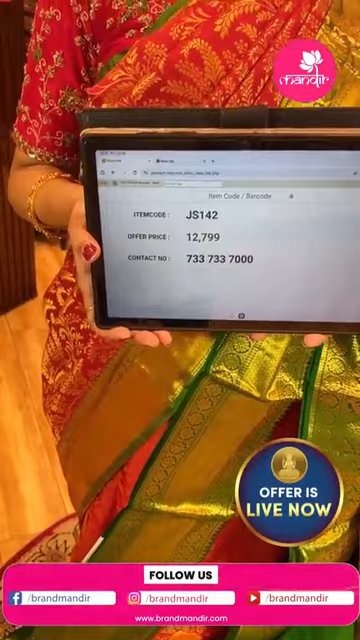 mandir
Item Code / Barcode
ITEMCODE : JS142
OFFER PRICE : 12,799
CONTACT NO : 733 733 7000
OFFER IS
LIVE NOW
FOLLOW US
/brandmandir /brandmandir /brandmandir
www.brandmandir.com